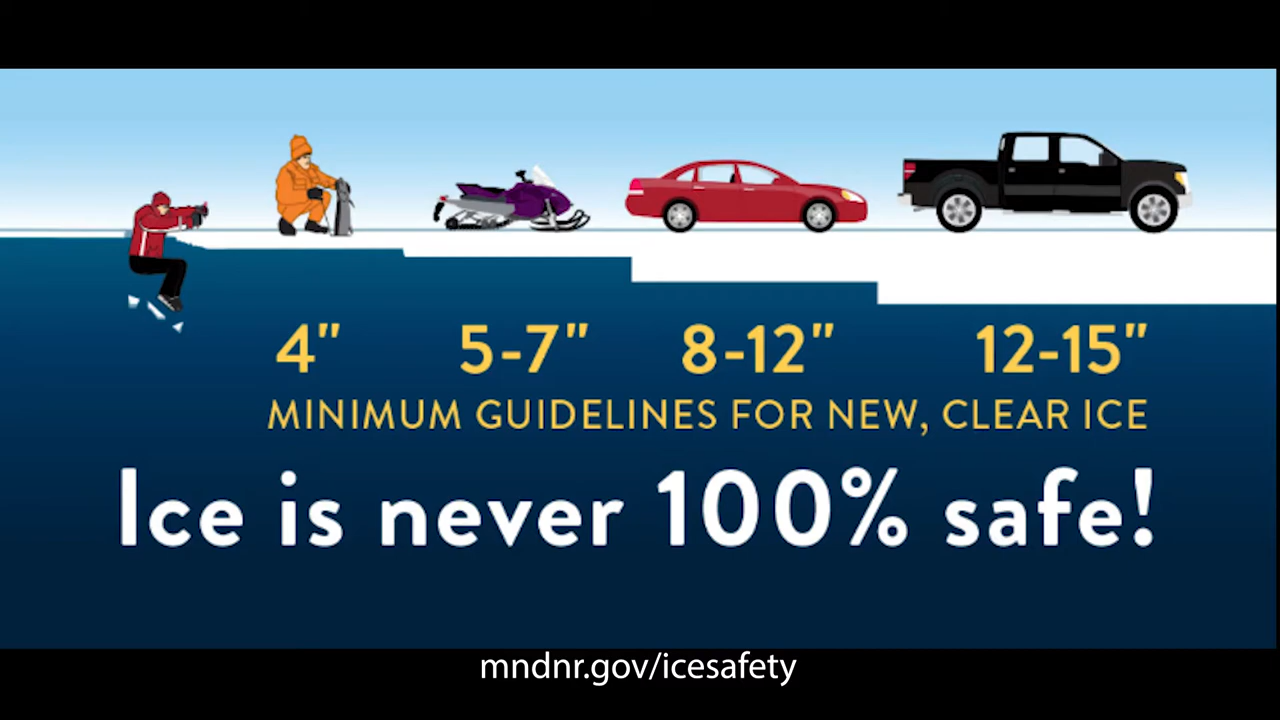 4" 5-7" 8-12" 12-15"
MINIMUM GUIDELINES FOR NEW, CLEAR ICE
Ice is never 100% safe!
mndnr.gov/icesafety